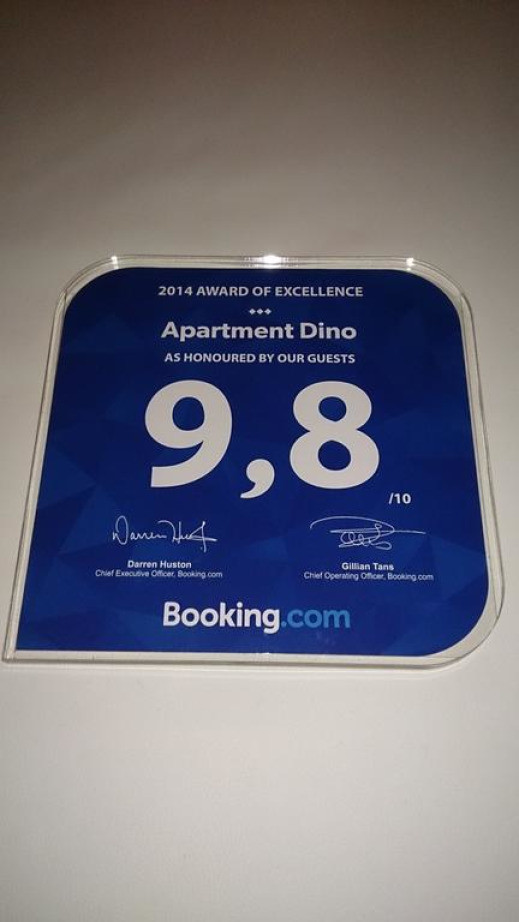 2014 AWARD OF EXCELLENCE
Apartment Dino
AS HONOURED BY OUR GUESTS
9,8
/10
Darren Huston
Chief Executive Officer, Booking.com
Gillian Tans
Chief Operating Officer, Booking.com
Booking.com